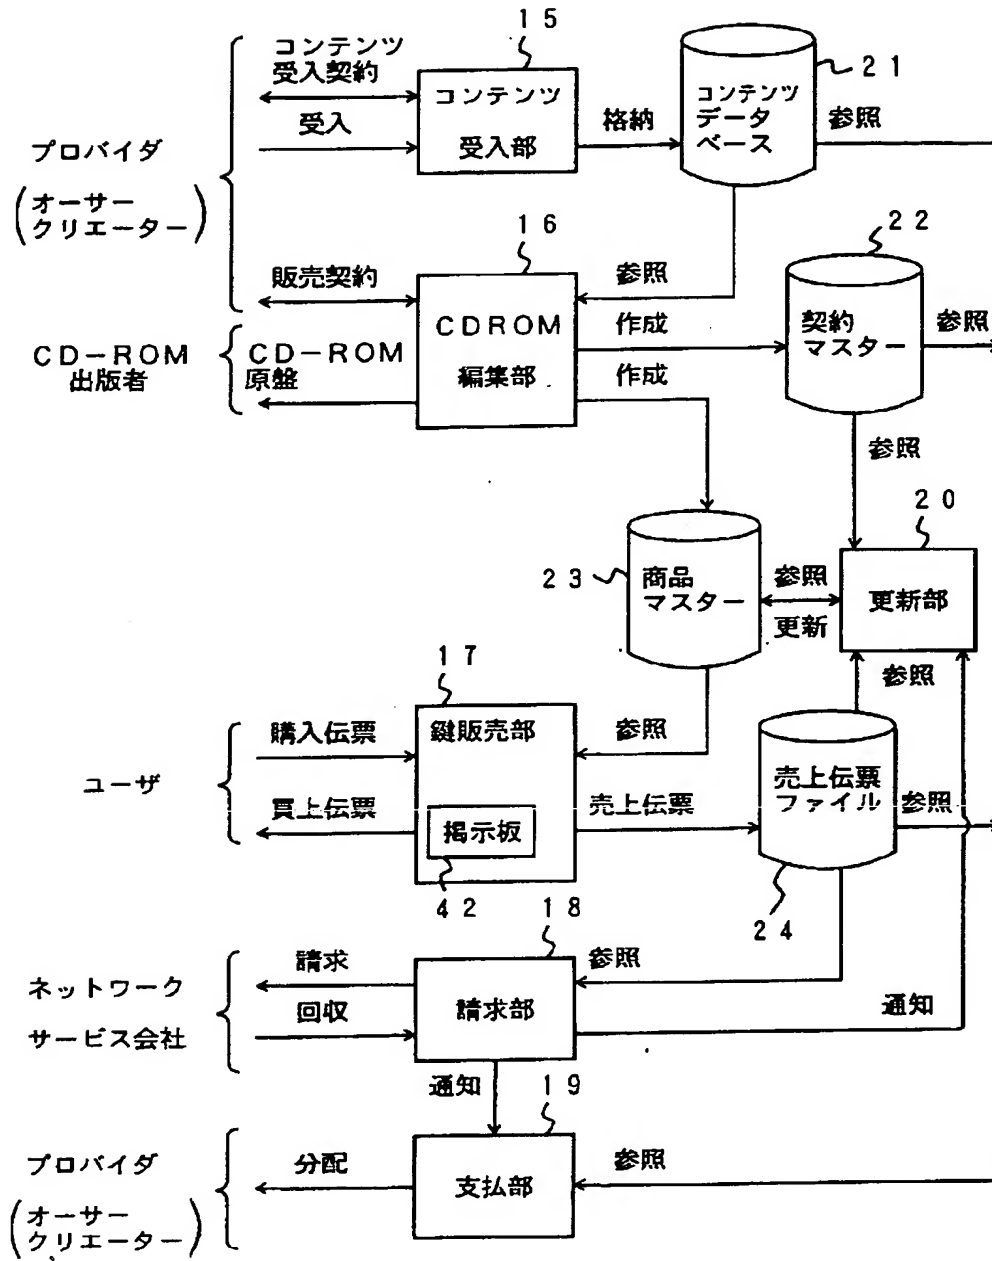 １５
コンテンツ
受入契約
コンテンツ
受入部
受入
格納
コンテンツ
データ
ベース
２１
参照
プロバイダ
(オーサー
クリエーター)
１６
２２
販売契約
参照
CDROM
編集部
作成
作成
契約
マスター
参照
CD-ROM
出版者
CD-ROM
原盤
参照
２０
２３
商品
マスター
参照
更新
更新部
１７
参照
購入伝票
鍵販売部
参照
ユーザ
買上伝票
掲示板
売上伝票
売上伝票
ファイル
参照
４２
１８
２４
ネットワーク
サービス会社
請求
回収
請求部
参照
通知
通知
１９
プロバイダ
(オーサー
クリエーター)
分配
支払部
参照